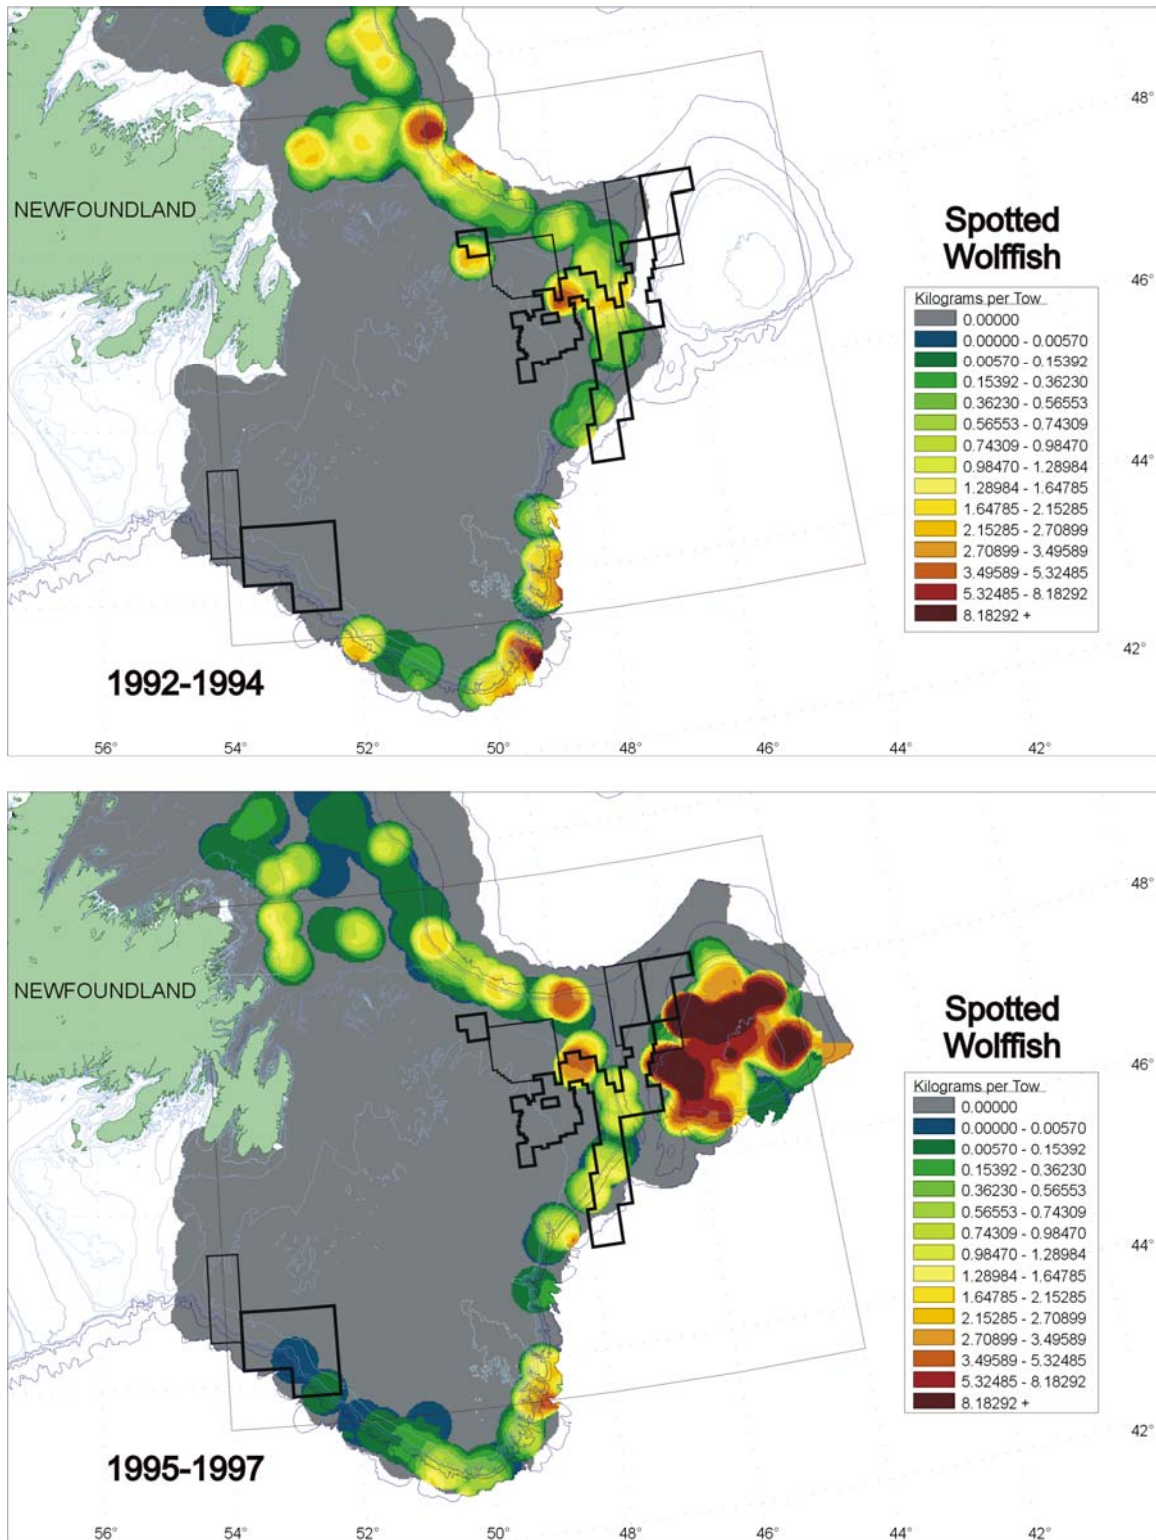 48°
NEWFOUNDLAND
Spotted
Wolffish
46°
Kilograms per Tow
0.00000
0.00000 - 0.00570
0.00570 - 0.15392
0.15392 - 0.36230
0.36230 - 0.56553
0.56553 - 0.74309
0.74309 - 0.98470
0.98470 - 1.28984
1.28984 - 1.64785
1.64785 - 2.15285
2.15285 - 2.70899
2.70899 - 3.49589
3.49589 - 5.32485
5.32485 - 8.18292
8.18292 +
44°
42°
1992-1994
56° 54° 52° 50° 48° 46° 44° 42°
48°
NEWFOUNDLAND
Spotted
Wolffish
46°
Kilograms per Tow
0.00000
0.00000 - 0.00570
0.00570 - 0.15392
0.15392 - 0.36230
0.36230 - 0.56553
0.56553 - 0.74309
0.74309 - 0.98470
0.98470 - 1.28984
1.28984 - 1.64785
1.64785 - 2.15285
2.15285 - 2.70899
2.70899 - 3.49589
3.49589 - 5.32485
5.32485 - 8.18292
8.18292 +
44°
42°
1995-1997
56° 54° 52° 50° 48° 46° 44° 42°